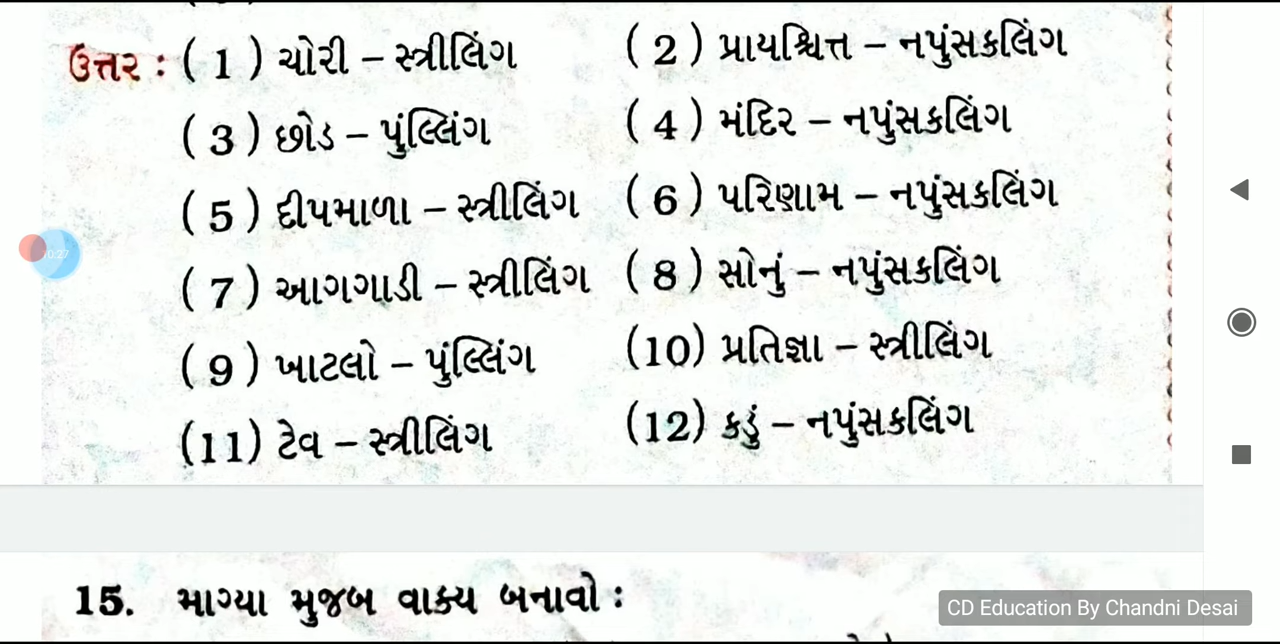 ઉત્તર : ( 1 ) ચોરી – સ્ત્રીલિંગ ( 2 ) પ્રાયશ્ચિત્ત – નપુંસકલિંગ
( 3 ) છોડ – પુંલ્લિંગ ( 4 ) મંદિર – નપુંસકલિંગ
( 5 ) દીપમાળા – સ્ત્રીલિંગ ( 6 ) પરિણામ – નપુંસકલિંગ
( 7 ) આગગાડી – સ્ત્રીલિંગ ( 8 ) સોનું – નપુંસકલિંગ
( 9 ) ખાટલો – પુંલ્લિંગ (10) પ્રતિજ્ઞા – સ્ત્રીલિંગ
(11) ટેવ – સ્ત્રીલિંગ (12) કડું – નપુંસકલિંગ
15. માગ્યા મુજબ વાક્ય બનાવો :
CD Education By Chandni Desai